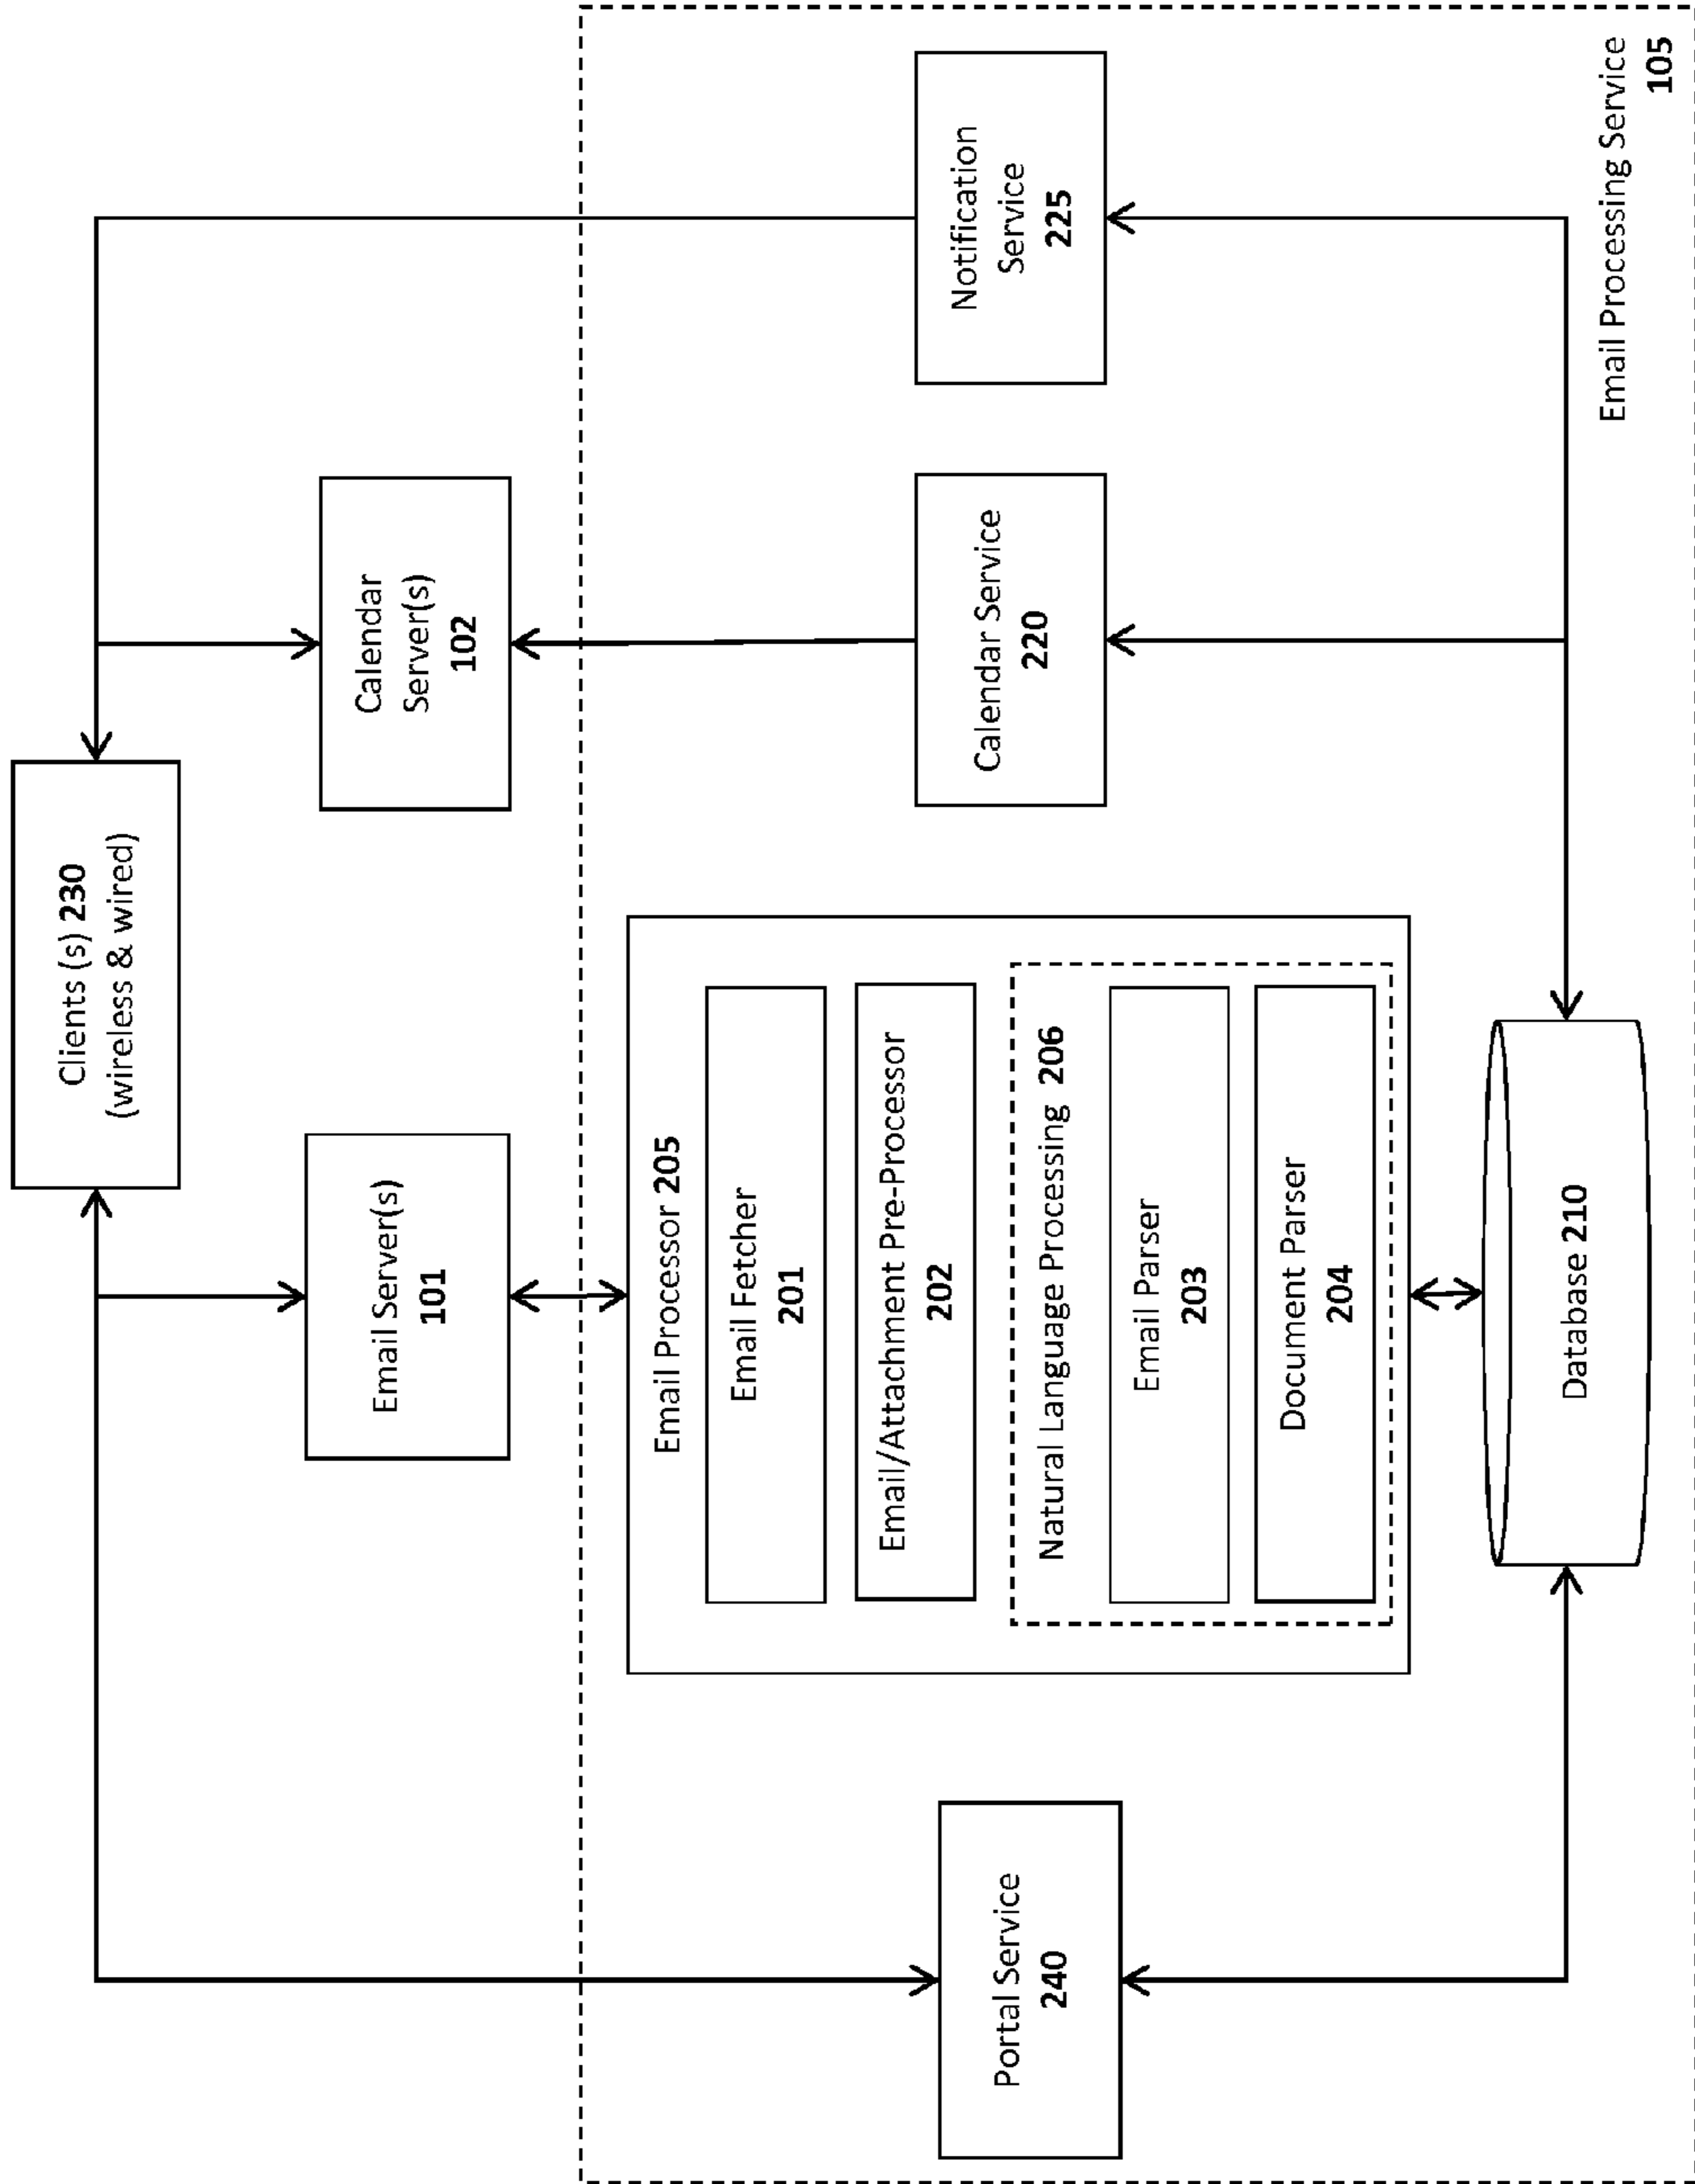 Clients (s) 230
(wireless & wired)
Email Server(s)
101
Calendar
Server(s)
102
Email Processor 205
Email Fetcher
201
Email/Attachment Pre-Processor
202
Natural Language Processing 206
Email Parser
203
Document Parser
204
Portal Service
240
Calendar Service
220
Notification
Service
225
Database 210
Email Processing Service
105